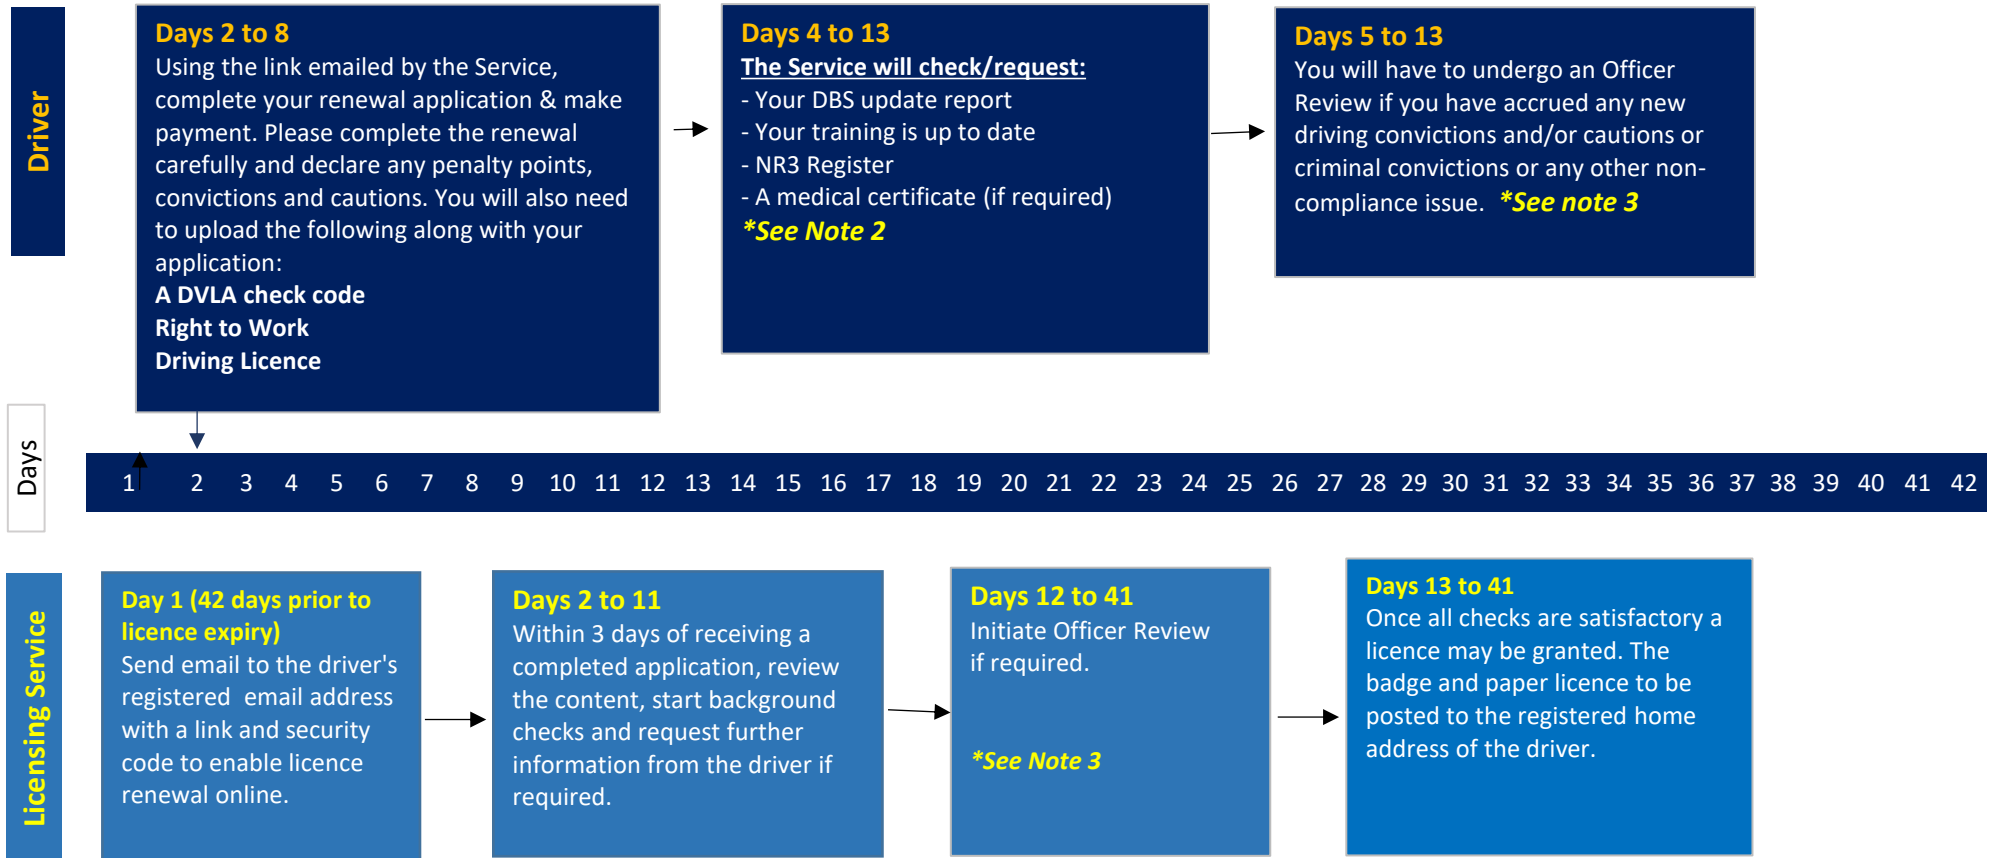 Driver
Days 2 to 8
Using the link emailed by the Service,
complete your renewal application & make
payment. Please complete the renewal
carefully and declare any penalty points,
convictions and cautions. You will also need
to upload the following along with your
application:
A DVLA check code
Right to Work
Driving Licence
Days 4 to 13
The Service will check/request:
- Your DBS update report
- Your training is up to date
- NR3 Register
- A medical certificate (if required)
*See Note 2
Days 5 to 13
You will have to undergo an Officer
Review if you have accrued any new
driving convictions and/or cautions or
criminal convictions or any other non-
compliance issue. *See note 3
Days
1 2 3 4 5 6 7 8 9 10 11 12 13 14 15 16 17 18 19 20 21 22 23 24 25 26 27 28 29 30 31 32 33 34 35 36 37 38 39 40 41 42
Licensing Service
Day 1 (42 days prior to
licence expiry)
Send email to the driver's
registered email address
with a link and security
code to enable licence
renewal online.
Days 2 to 11
Within 3 days of receiving a
completed application, review
the content, start background
checks and request further
information from the driver if
required.
Days 12 to 41
Initiate Officer Review
if required.
*See Note 3
Days 13 to 41
Once all checks are satisfactory a
licence may be granted. The
badge and paper licence to be
posted to the registered home
address of the driver.